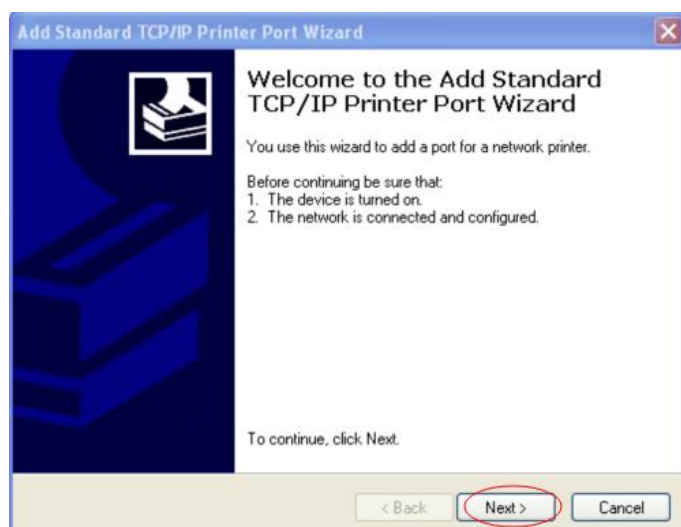 Add Standard TCP/IP Printer Port Wizard
Welcome to the Add Standard
TCP/IP Printer Port Wizard
You use this wizard to add a port for a network printer.
Before continuing be sure that:
1. The device is turned on.
2. The network is connected and configured.
To continue, click Next.
< Back
Next >
Cancel